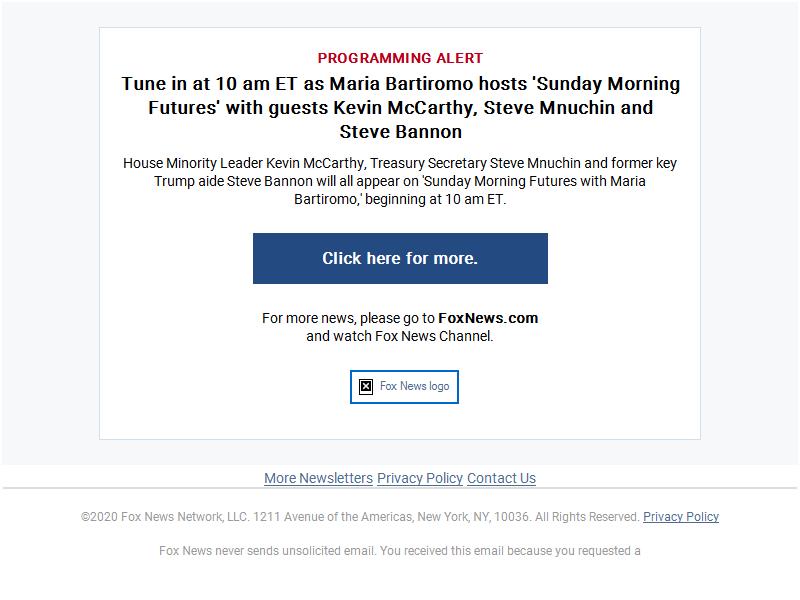 PROGRAMMING ALERT
Tune in at 10 am ET as Maria Bartiromo hosts 'Sunday Morning
Futures' with guests Kevin McCarthy, Steve Mnuchin and
Steve Bannon
House Minority Leader Kevin McCarthy, Treasury Secretary Steve Mnuchin and former key
Trump aide Steve Bannon will all appear on 'Sunday Morning Futures with Maria
Bartiromo,' beginning at 10 am ET.
Click here for more.
For more news, please go to FoxNews.com
and watch Fox News Channel.
Fox News logo
More Newsletters Privacy Policy Contact Us
©2020 Fox News Network, LLC. 1211 Avenue of the Americas, New York, NY, 10036. All Rights Reserved. Privacy Policy
Fox News never sends unsolicited email. You received this email because you requested a